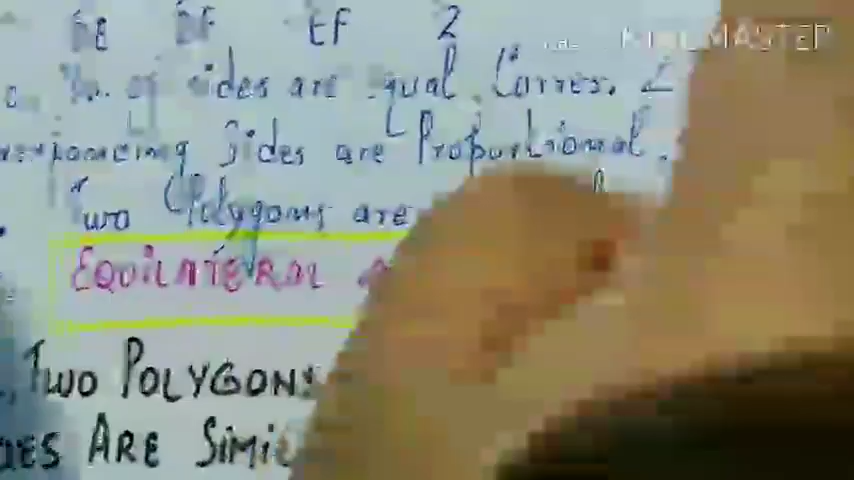 DE DF EF 2
KINEMASTER
No. of sides are equal. Corres. ∠
Sides are Proportional.
Two Polygons are
EQUILATERAL
Two POLYGONS
ARE SIMIL